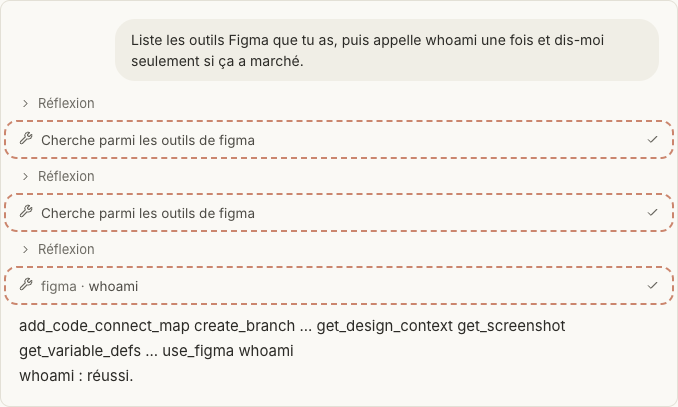 Liste les outils Figma que tu as, puis appelle whoami une fois et dis-moi
seulement si ça a marché.
Réflexion
Cherche parmi les outils de figma
Réflexion
Cherche parmi les outils de figma
Réflexion
figma · whoami
add_code_connect_map create_branch ... get_design_context get_screenshot
get_variable_defs ... use_figma whoami
whoami : réussi.